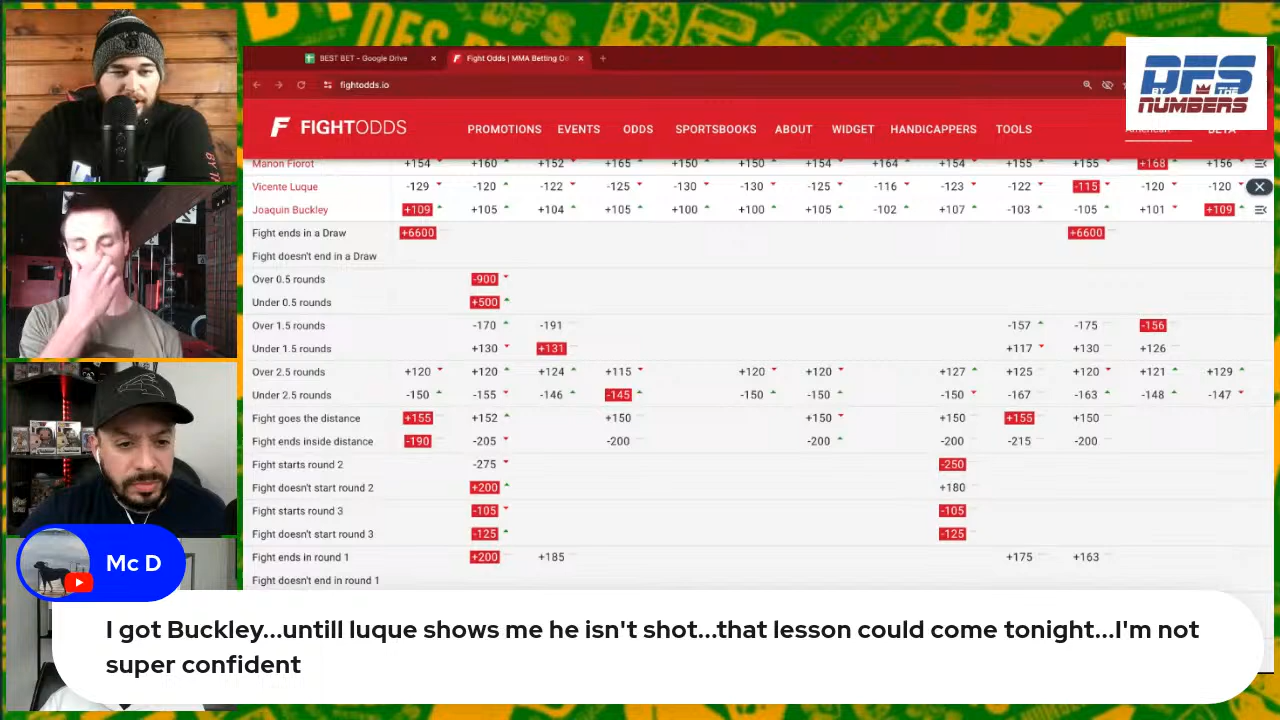 BEST BET - Google Drive × Fight Odds | MMA Betting Od × +
fightodds.io
DFS
BY THE
NUMBERS
FIGHTODDS PROMOTIONS EVENTS ODDS SPORTSBOOKS ABOUT WIDGET HANDICAPPERS TOOLS BETA
Manon Fiorot +154 +160 +152 +165 +150 +150 +154 +164 +154 +155 +155 +168 +156
Vicente Luque -129 -120 -122 -125 -130 -130 -125 -116 -123 -122 -115 -120 -120
Joaquin Buckley +109 +105 +104 +105 +100 +100 +105 -102 +107 -103 -105 +101 +109
Fight ends in a Draw +6600 +6600
Fight doesn't end in a Draw
Over 0.5 rounds -900
Under 0.5 rounds +500
Over 1.5 rounds -170 -191 -157 -175 -156
Under 1.5 rounds +130 +131 +117 +130 +126
Over 2.5 rounds +120 +120 +124 +115 +120 +120 +127 +125 +120 +121 +129
Under 2.5 rounds -150 -155 -146 -145 -150 -150 -150 -167 -163 -148 -147
Fight goes the distance +155 +152 +150 +150 +150 +155 +150
Fight ends inside distance -190 -205 -200 -200 -200 -215 -200
Fight starts round 2 -275 -250
Fight doesn't start round 2 +200 +180
Fight starts round 3 -105 -105
Fight doesn't start round 3 -125 -125
Fight ends in round 1 +200 +185 +175 +163
Fight doesn't end in round 1
Mc D
I got Buckley...untill luque shows me he isn't shot...that lesson could come tonight...I'm not
super confident